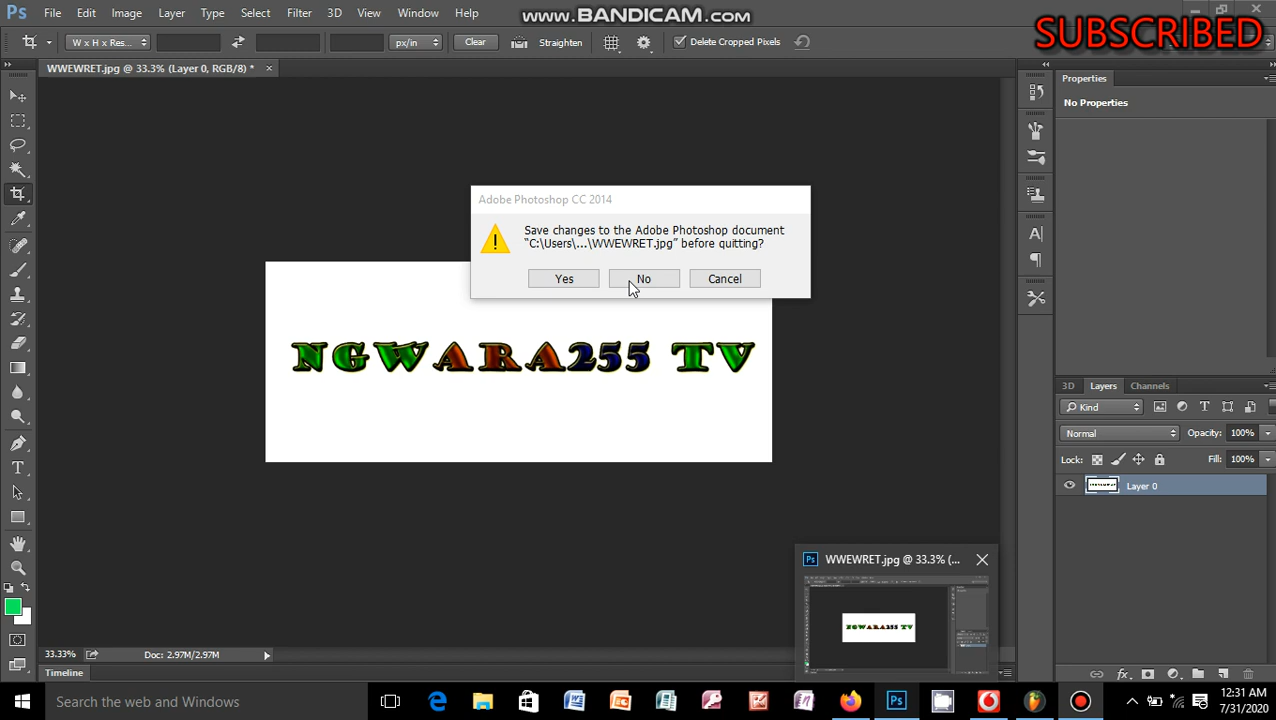 Ps File Edit Image Layer Type Select Filter 3D View Window Help
www.BANDICAM.com
SUBSCRIBED
W x H x Res... px/in Clear Straighten Delete Cropped Pixels
WWEWRET.jpg @ 33.3% (Layer 0, RGB/8) * ×
Properties
No Properties
Adobe Photoshop CC 2014
Save changes to the Adobe Photoshop document
“C:\Users\...\WWEWRET.jpg” before quitting?
Yes No Cancel
NGWARA255 TV
3D Layers Channels
Kind
Normal Opacity: 100%
Lock: Fill: 100%
Layer 0
Ps WWEWRET.jpg @ 33.3% (...
NGWARA255 TV
33.33% Doc: 2.97M/2.97M
Timeline
Search the web and Windows
12:31 AM
7/31/2020